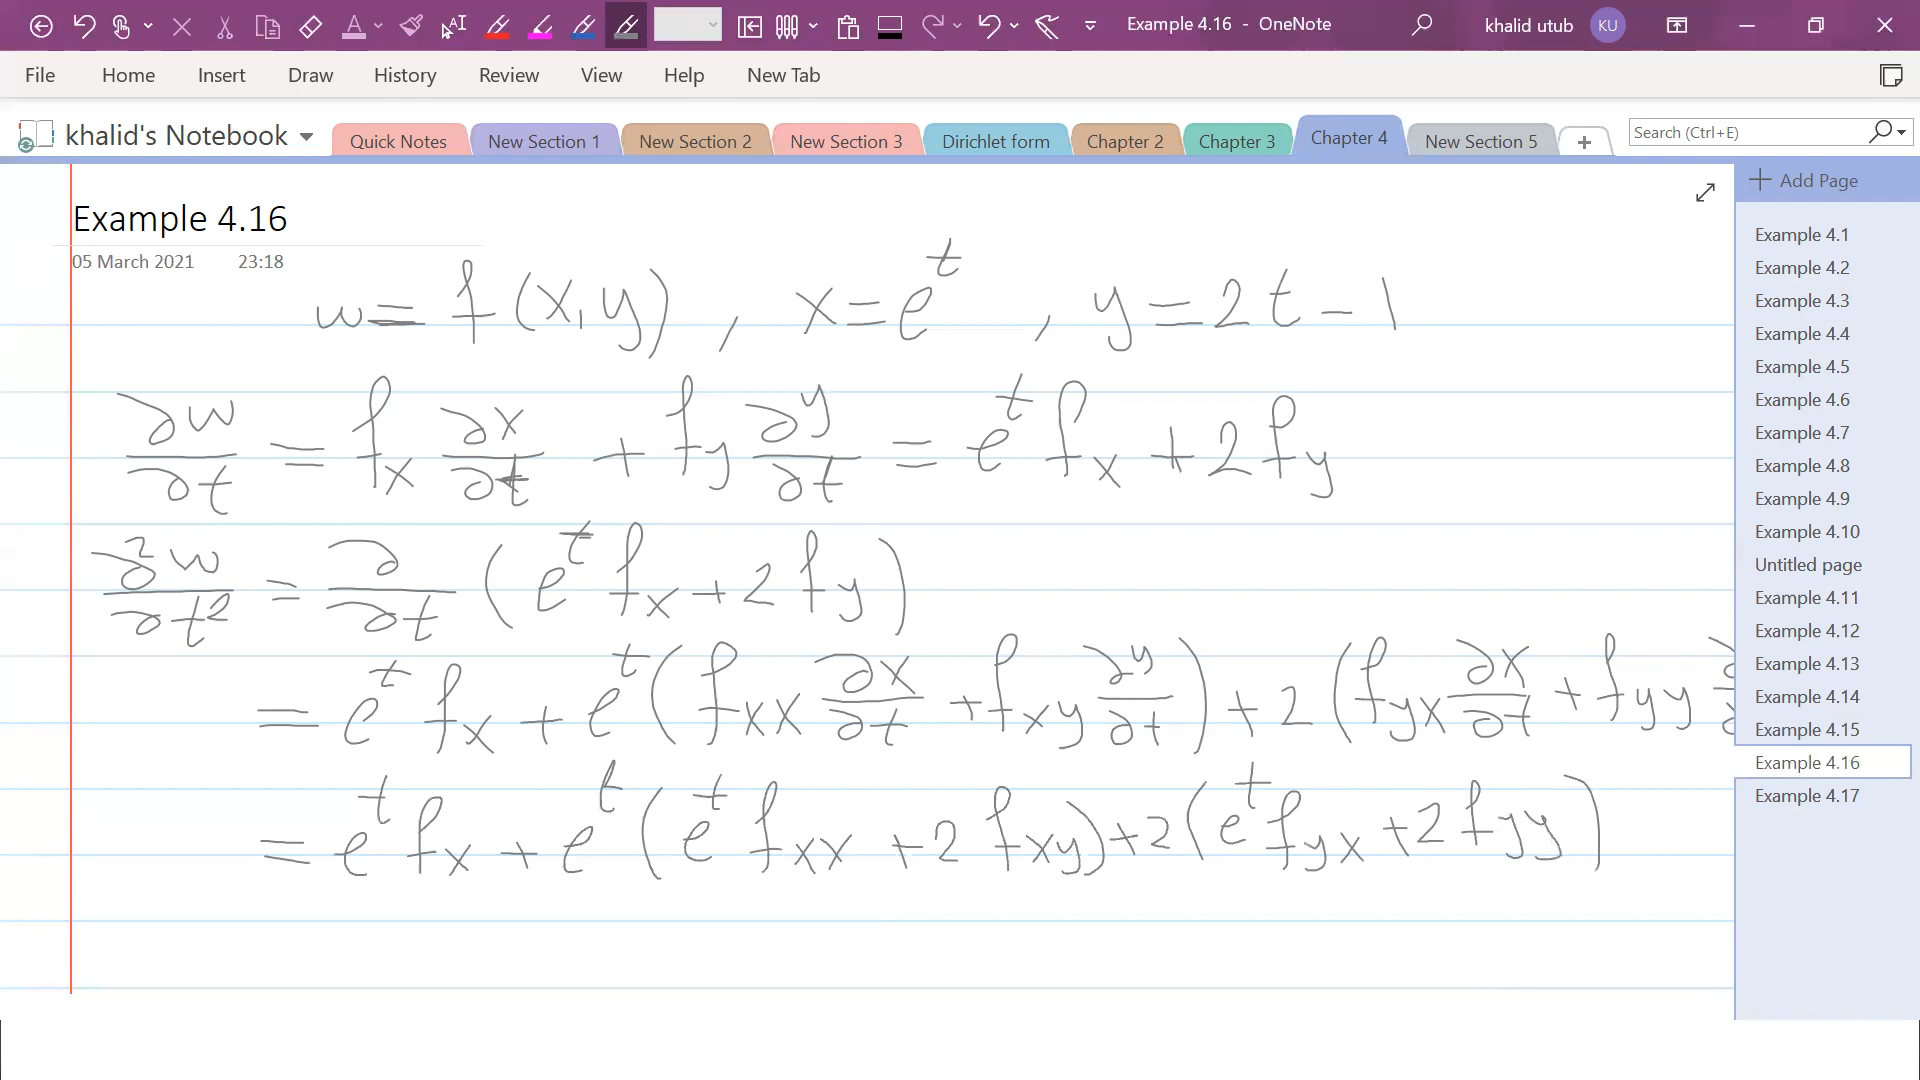 Example 4.16 - OneNote
khalid utub KU
File Home Insert Draw History Review View Help New Tab
khalid's Notebook Quick Notes New Section 1 New Section 2 New Section 3 Dirichlet form Chapter 2 Chapter 3 Chapter 4 New Section 5 + Search (Ctrl+E)
Example 4.16
05 March 2021 23:18
w = f(x,y), x = e^t, y = 2t - 1
∂w/∂t = f_x ∂x/∂t + f_y ∂y/∂t = e^t f_x + 2 f_y
∂²w/∂t² = ∂/∂t (e^t f_x + 2 f_y)
= e^t f_x + e^t (f_xx ∂x/∂t + f_xy ∂y/∂t) + 2 (f_yx ∂x/∂t + f_yy
= e^t f_x + e^t (e^t f_xx + 2 f_xy) + 2 (e^t f_yx + 2 f_yy)
Add Page
Example 4.1
Example 4.2
Example 4.3
Example 4.4
Example 4.5
Example 4.6
Example 4.7
Example 4.8
Example 4.9
Example 4.10
Untitled page
Example 4.11
Example 4.12
Example 4.13
Example 4.14
Example 4.15
Example 4.16
Example 4.17